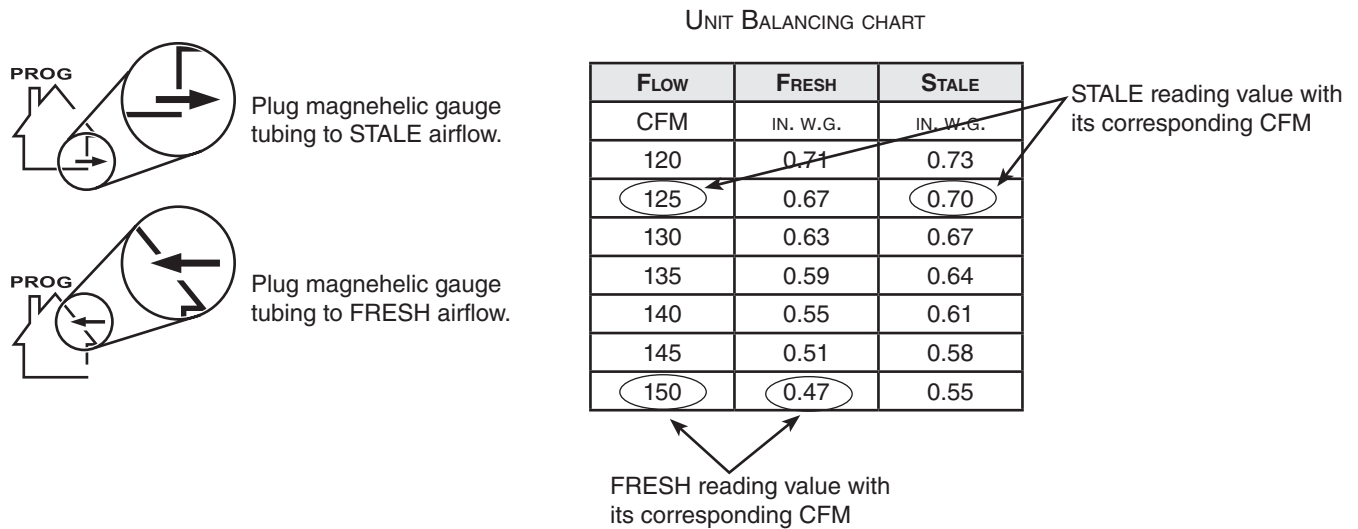 UNIT BALANCING CHART
PROG
Plug magnehelic gauge
tubing to STALE airflow.
PROG
Plug magnehelic gauge
tubing to FRESH airflow.
FLOW FRESH STALE
CFM IN. W.G. IN. W.G.
120 0.71 0.73
125 0.67 0.70
130 0.63 0.67
135 0.59 0.64
140 0.55 0.61
145 0.51 0.58
150 0.47 0.55
STALE reading value with
its corresponding CFM
FRESH reading value with
its corresponding CFM